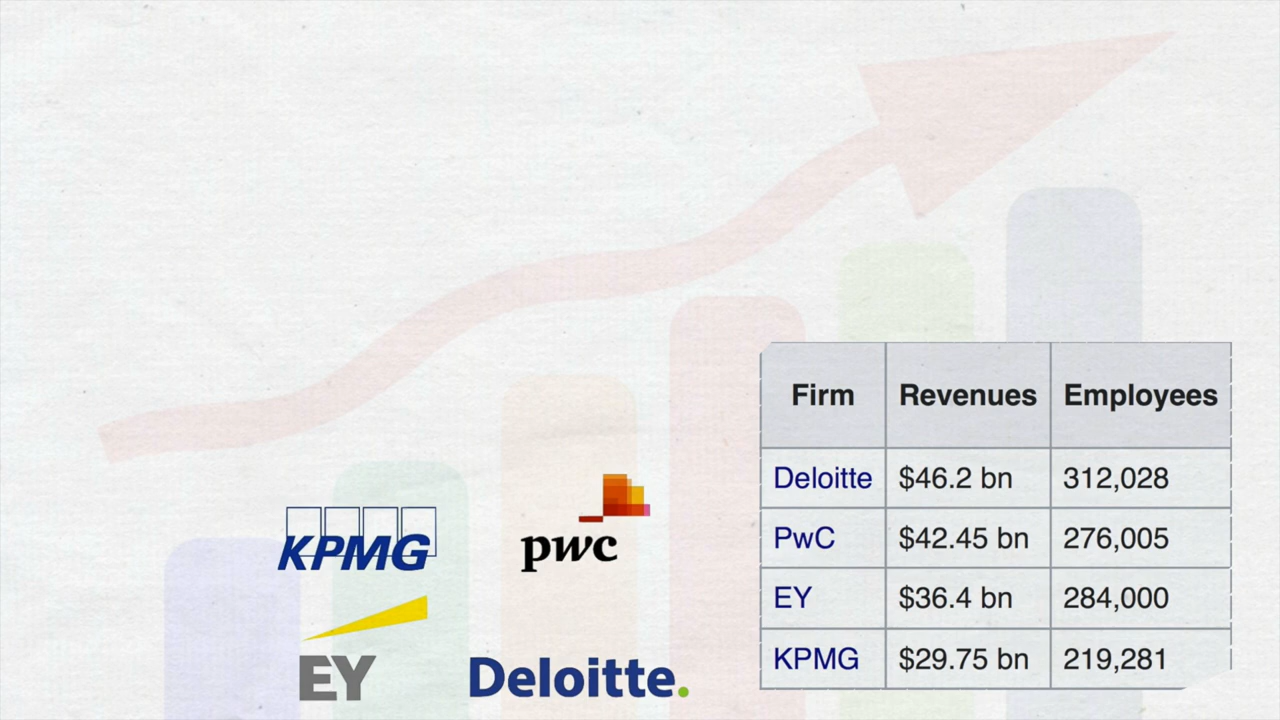 KPMG
pwc
EY
Deloitte.
Firm Revenues Employees
Deloitte $46.2 bn 312,028
PwC $42.45 bn 276,005
EY $36.4 bn 284,000
KPMG $29.75 bn 219,281